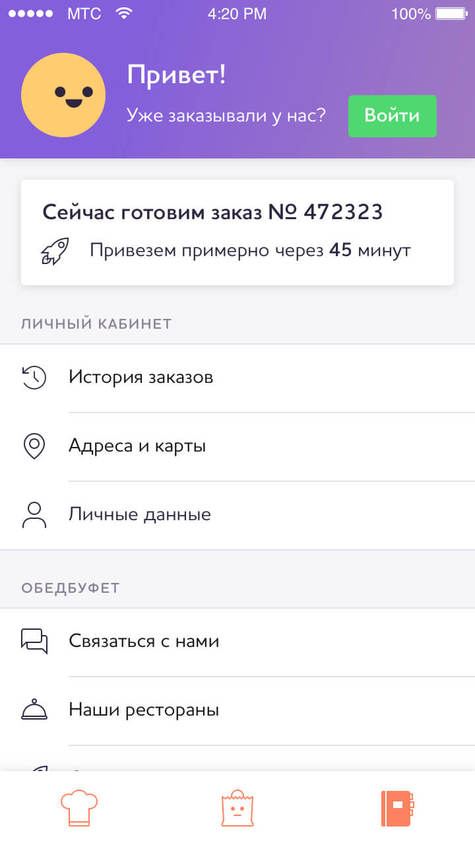 МТС
4:20 PM
100%
Привет!
Уже заказывали у нас?
Войти
Сейчас готовим заказ № 472323
Привезем примерно через 45 минут
ЛИЧНЫЙ КАБИНЕТ
История заказов
Адреса и карты
Личные данные
ОБЕДБУФЕТ
Связаться с нами
Наши рестораны